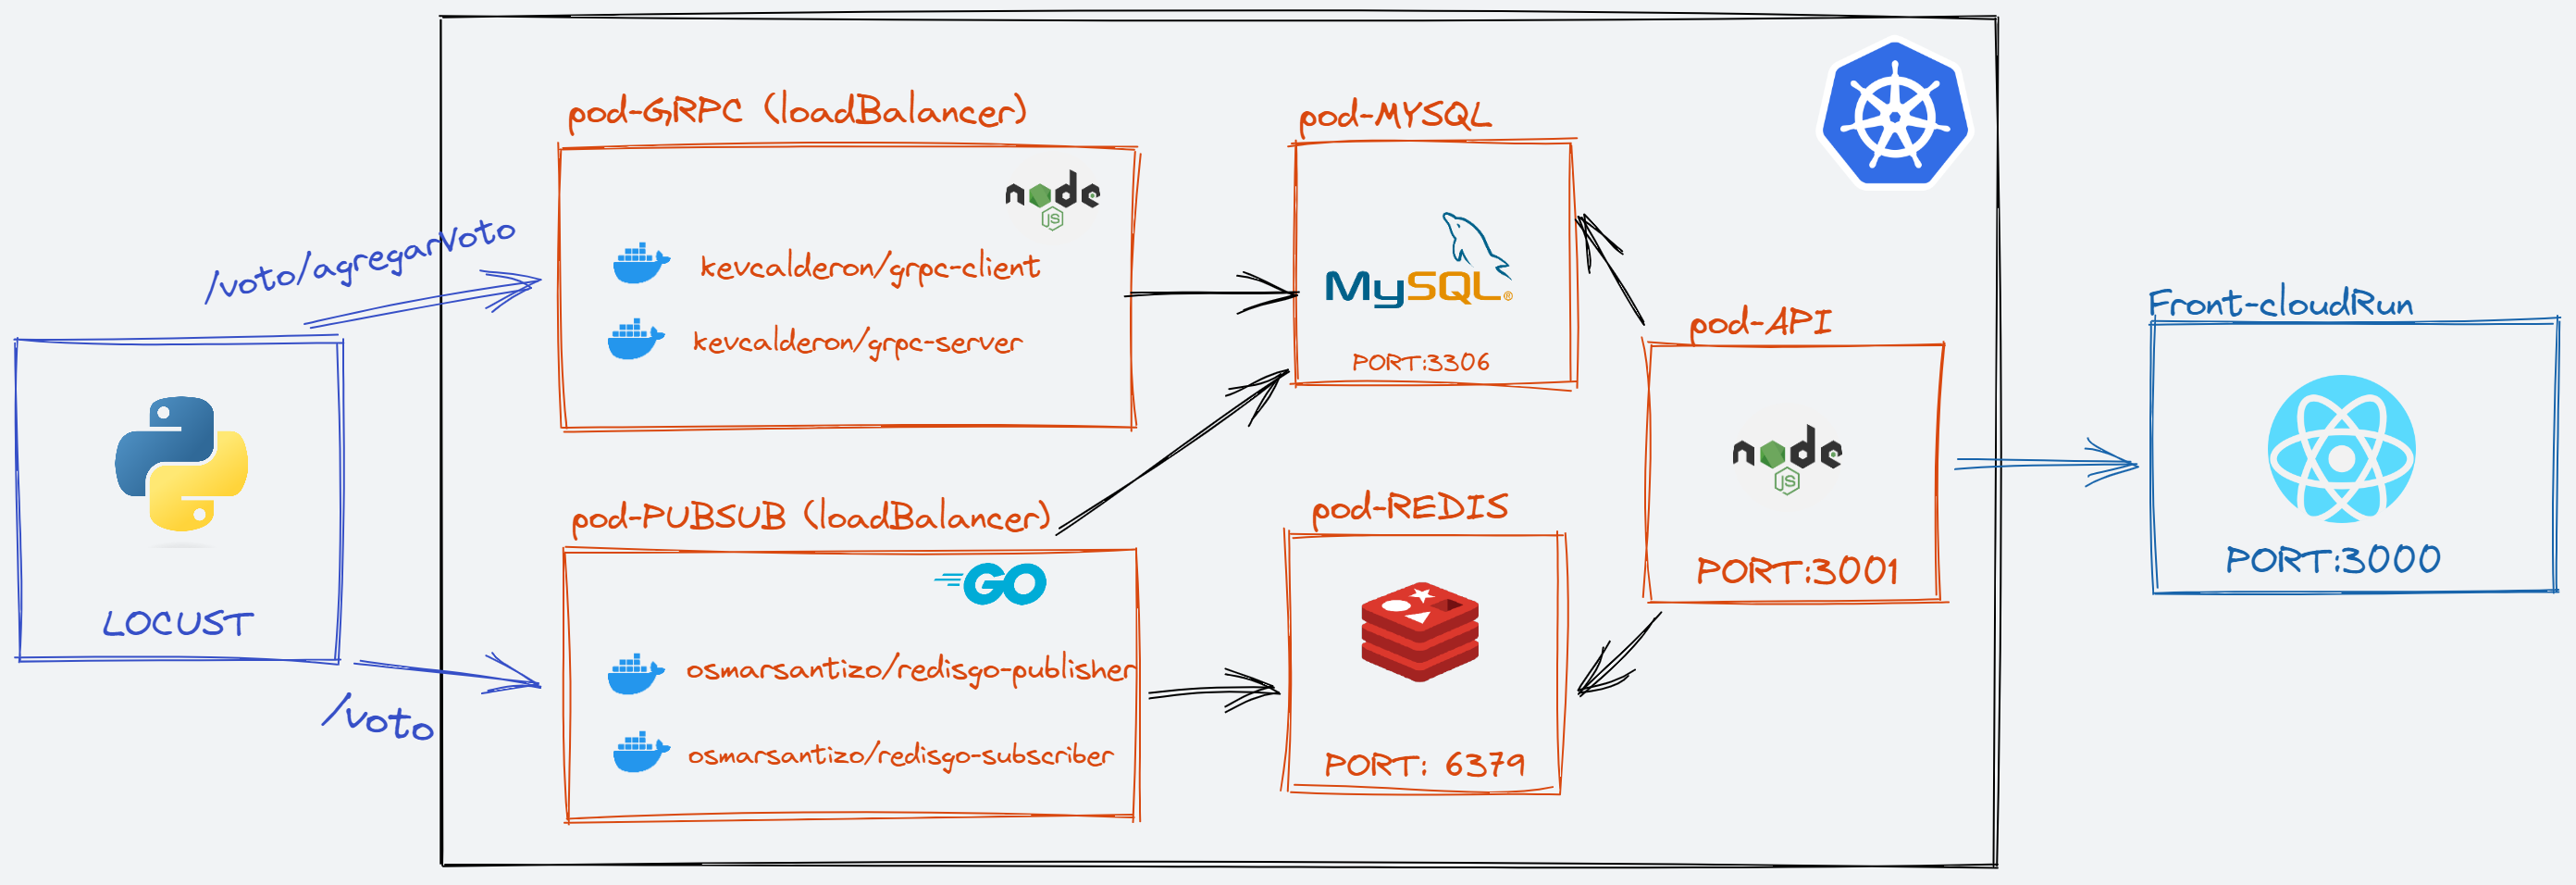 pod-GRPC (loadBalancer)
node
JS
kevcalderon/grpc-client
kevcalderon/grpc-server
/voto/agregarVoto
LOCUST
/voto
pod-PUBSUB (loadBalancer)
GO
osmarsantizo/redisgo-publisher
osmarsantizo/redisgo-subscriber
pod-MYSQL
MySQL®
PORT:3306
pod-REDIS
PORT: 6379
pod-API
node
JS
PORT:3001
Front-cloudRun
PORT:3000